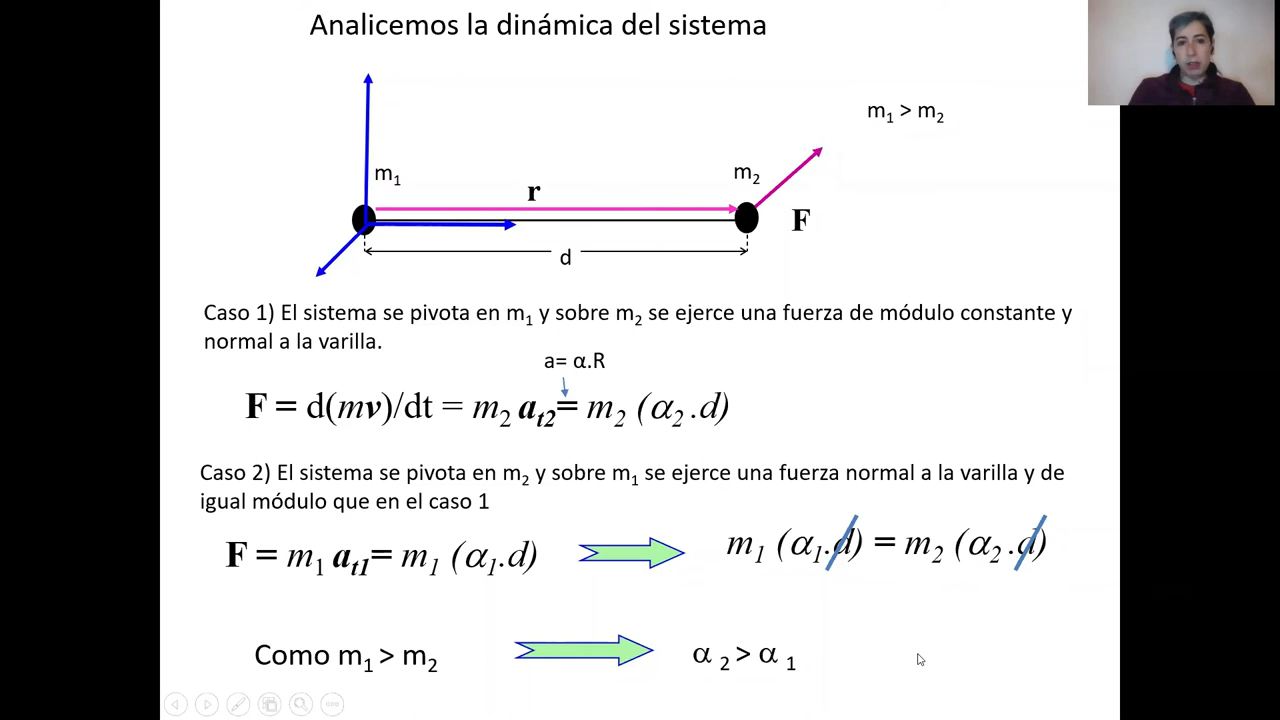 Analicemos la dinámica del sistema
m₁ > m₂
m₁
m₂
r
F
d
Caso 1) El sistema se pivota en m₁ y sobre m₂ se ejerce una fuerza de módulo constante y
normal a la varilla.
a= α.R
F = d(mv)/dt = m₂ aₜ₂= m₂ (α₂ .d)
Caso 2) El sistema se pivota en m₂ y sobre m₁ se ejerce una fuerza normal a la varilla y de
igual módulo que en el caso 1
F = m₁ aₜ₁= m₁ (α₁.d)
m₁ (α₁.d) = m₂ (α₂ .d)
Como m₁ > m₂
α ₂ > α ₁